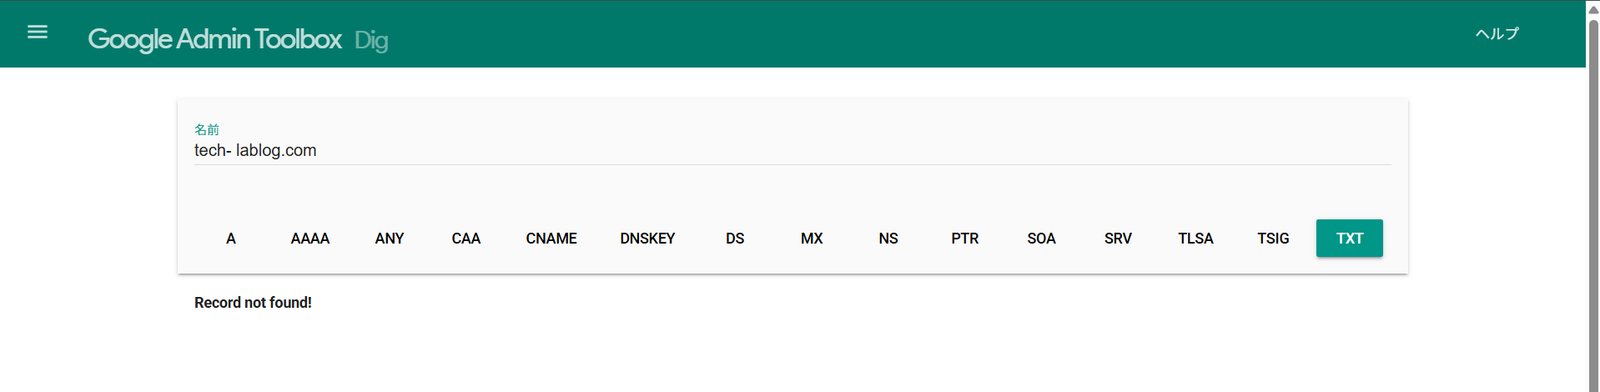 Google Admin Toolbox Dig
ヘルプ
名前
tech- lablog.com
A AAAA ANY CAA CNAME DNSKEY DS MX NS PTR SOA SRV TLSA TSIG TXT
Record not found!